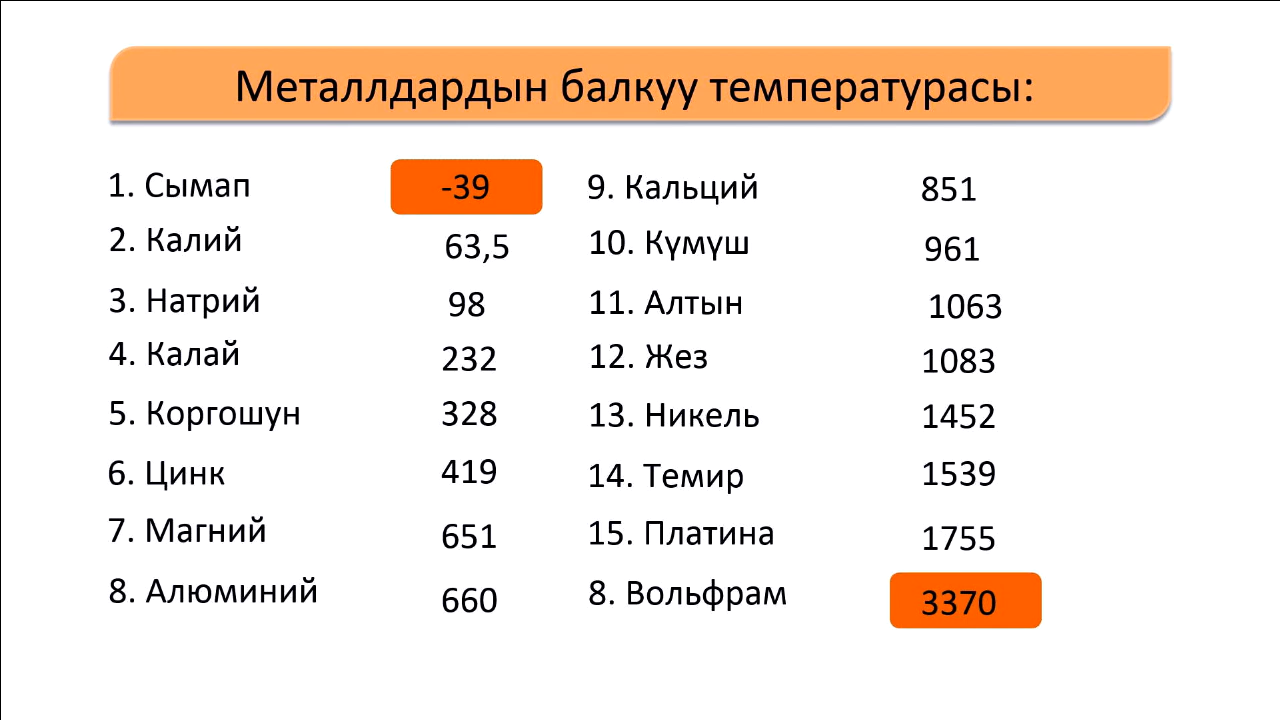 Металлдардын балкуу температурасы:
1. Сымап -39
2. Калий 63,5
3. Натрий 98
4. Калай 232
5. Коргошун 328
6. Цинк 419
7. Магний 651
8. Алюминий 660
9. Кальций 851
10. Күмүш 961
11. Алтын 1063
12. Жез 1083
13. Никель 1452
14. Темир 1539
15. Платина 1755
8. Вольфрам 3370